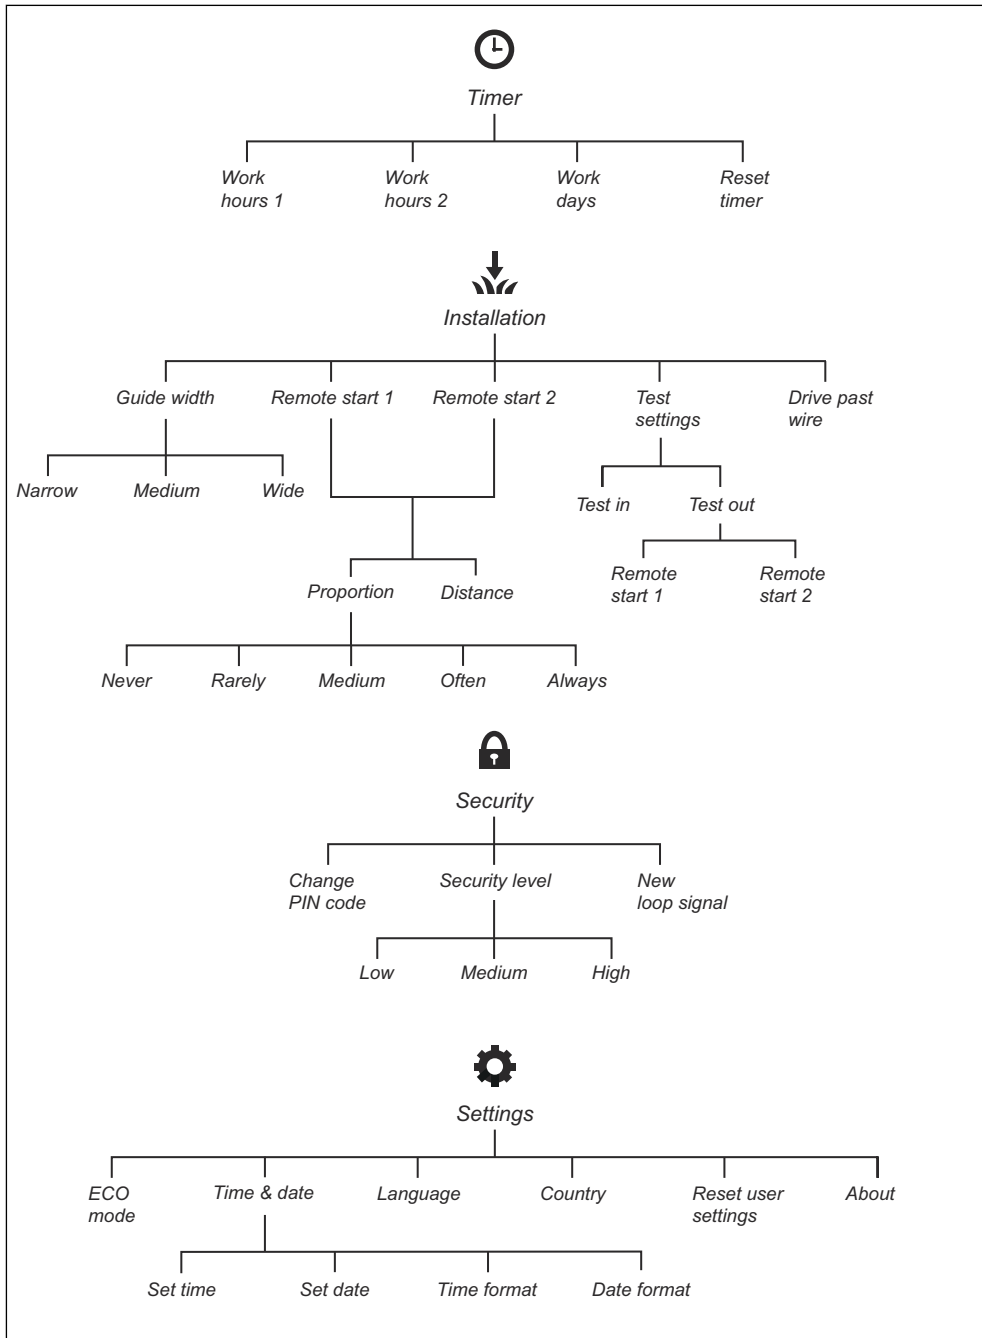 Timer
Work
hours 1
Work
hours 2
Work
days
Reset
timer
Installation
Guide width
Remote start 1
Remote start 2
Test
settings
Drive past
wire
Narrow
Medium
Wide
Test in
Test out
Proportion
Distance
Remote
start 1
Remote
start 2
Never
Rarely
Medium
Often
Always
Security
Change
PIN code
Security level
New
loop signal
Low
Medium
High
Settings
ECO
mode
Time & date
Language
Country
Reset user
settings
About
Set time
Set date
Time format
Date format